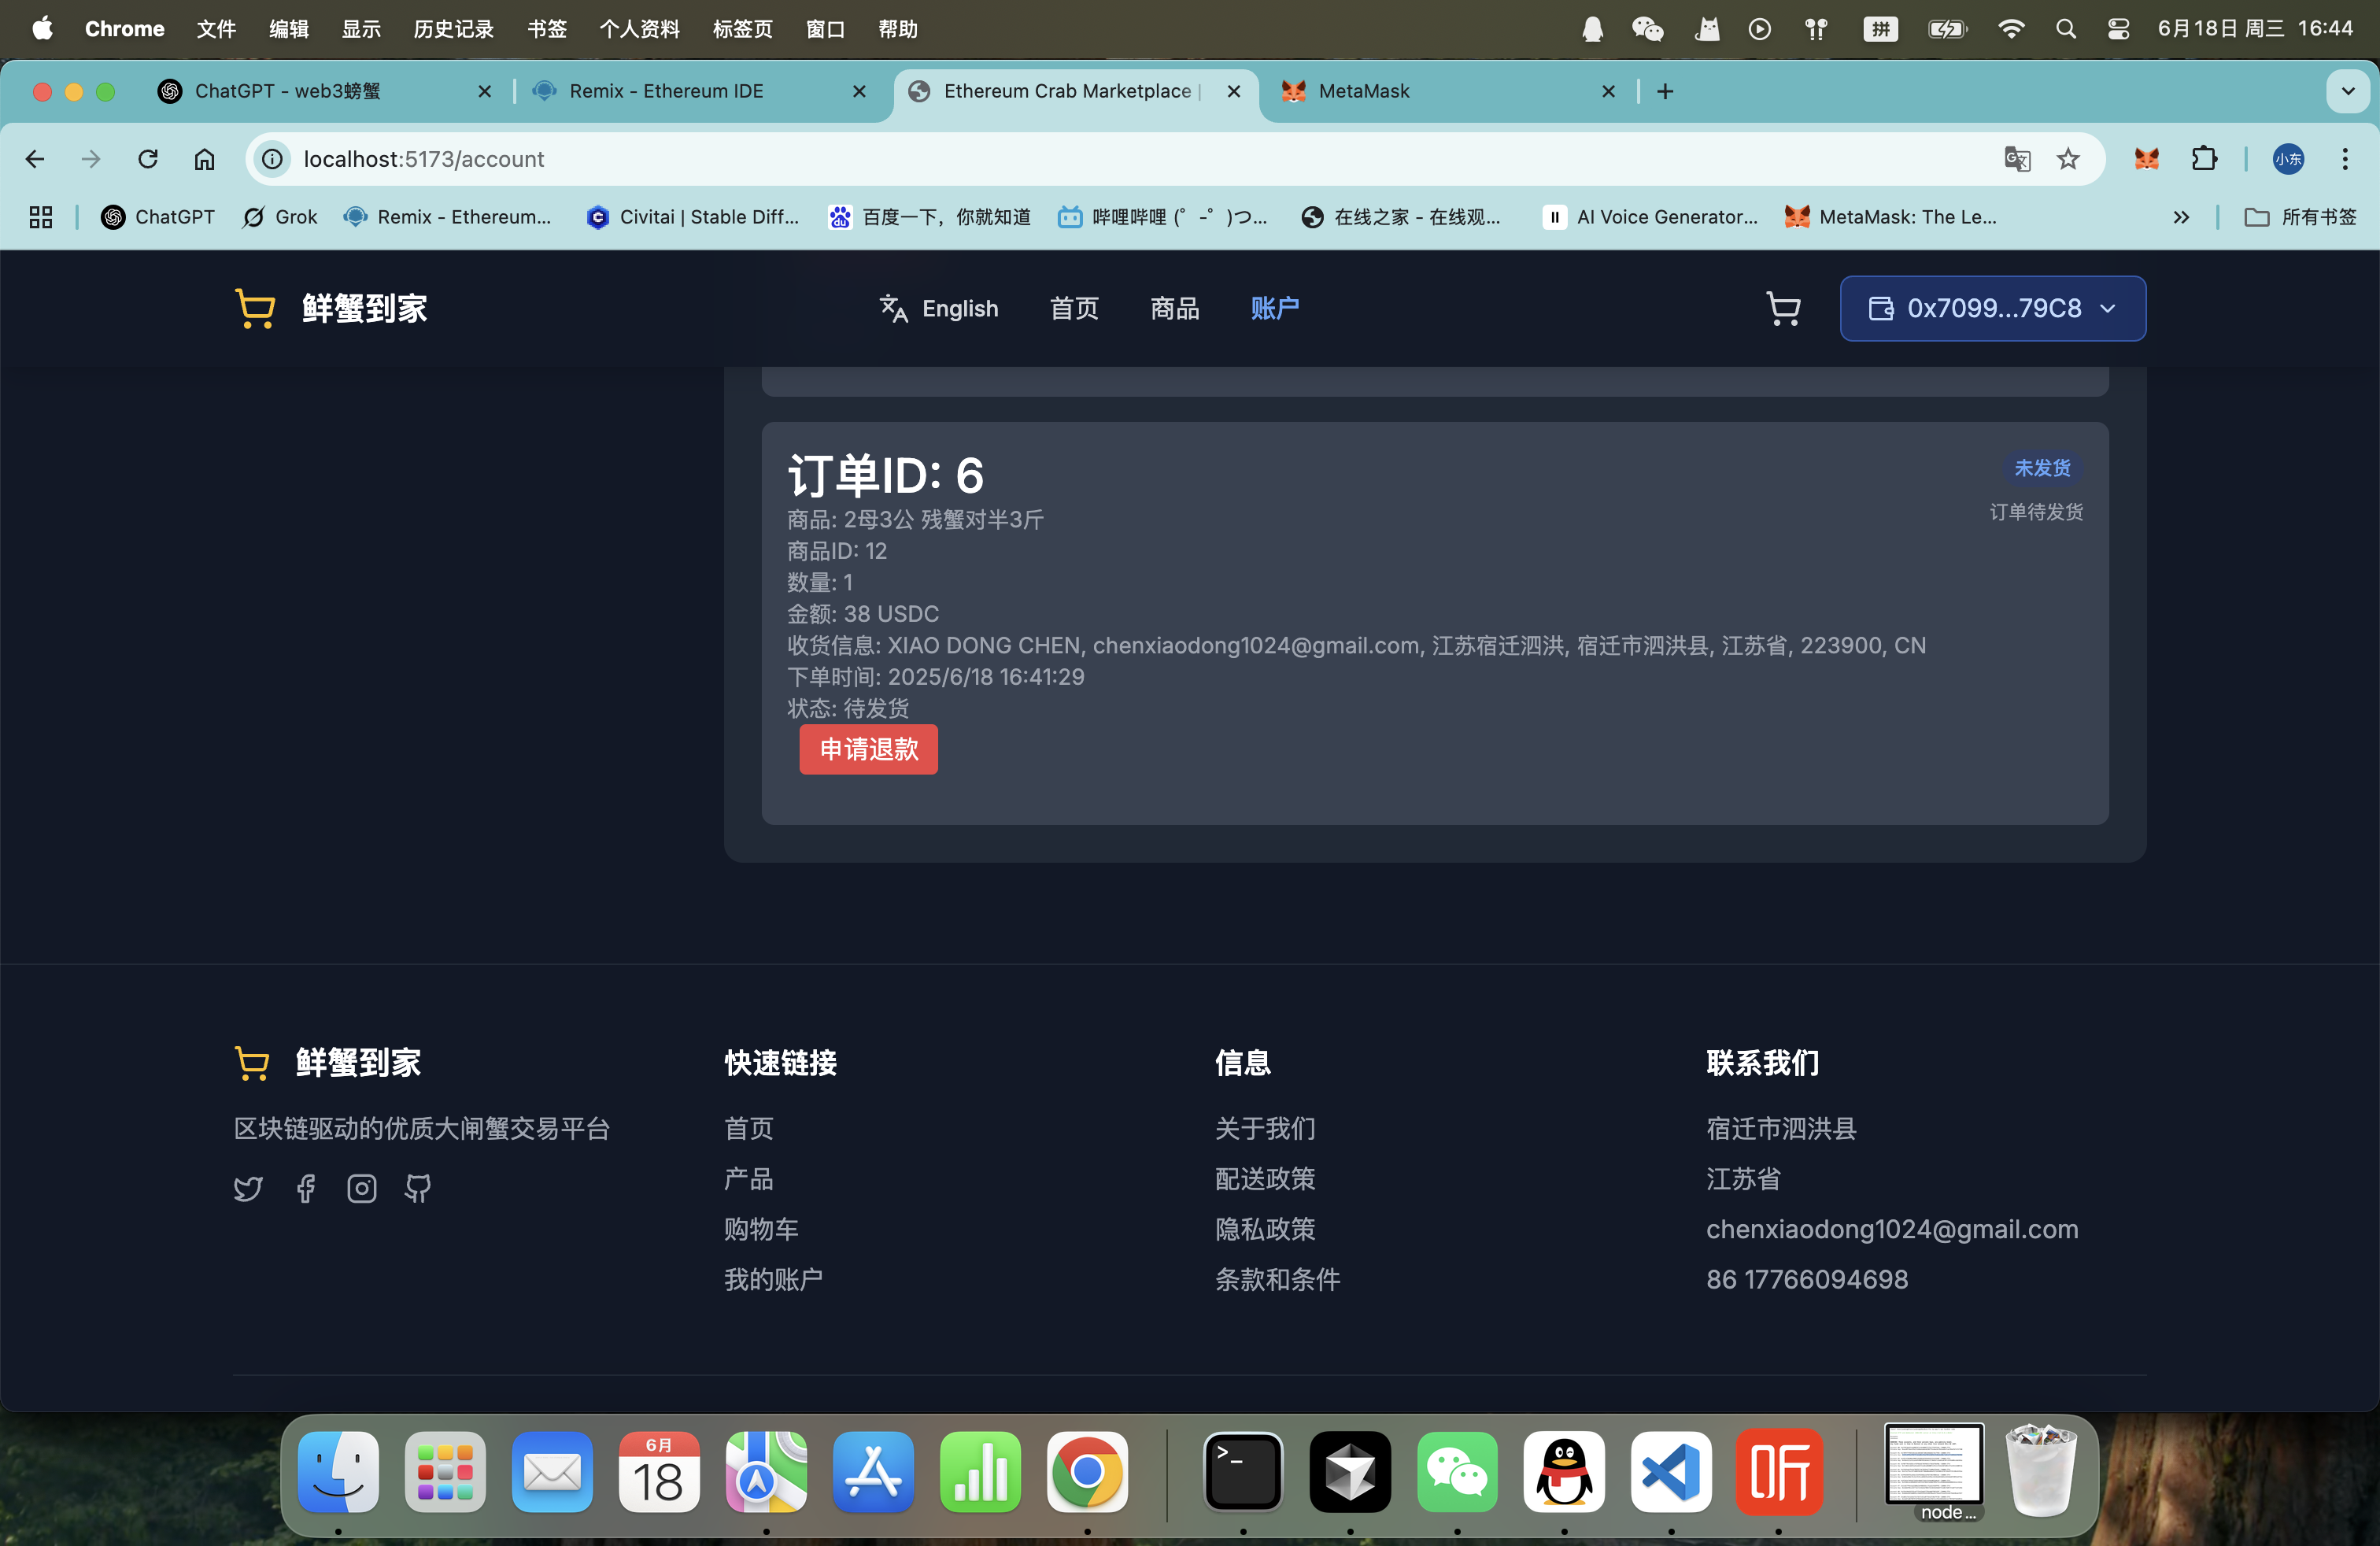 Chrome 文件 编辑 显示 历史记录 书签 个人资料 标签页 窗口 帮助 拼 6月18日 周三 16:44
ChatGPT - web3螃蟹 Remix - Ethereum IDE Ethereum Crab Marketplace | MetaMask
localhost:5173/account 小东
ChatGPT Grok Remix - Ethereum... Civitai | Stable Diff... 百度一下，你就知道 哔哩哔哩 (゜-゜)つ... 在线之家 - 在线观... AI Voice Generator... MetaMask: The Le... 所有书签
鲜蟹到家 English 首页 商品 账户 0x7099...79C8
订单ID: 6 未发货
商品: 2母3公 残蟹对半3斤 订单待发货
商品ID: 12
数量: 1
金额: 38 USDC
收货信息: XIAO DONG CHEN, chenxiaodong1024@gmail.com, 江苏宿迁泗洪, 宿迁市泗洪县, 江苏省, 223900, CN
下单时间: 2025/6/18 16:41:29
状态: 待发货
申请退款
鲜蟹到家 快速链接 信息 联系我们
区块链驱动的优质大闸蟹交易平台 首页 关于我们 宿迁市泗洪县
产品 配送政策 江苏省
购物车 隐私政策 chenxiaodong1024@gmail.com
我的账户 条款和条件 86 17766094698
6月
18
听
node...